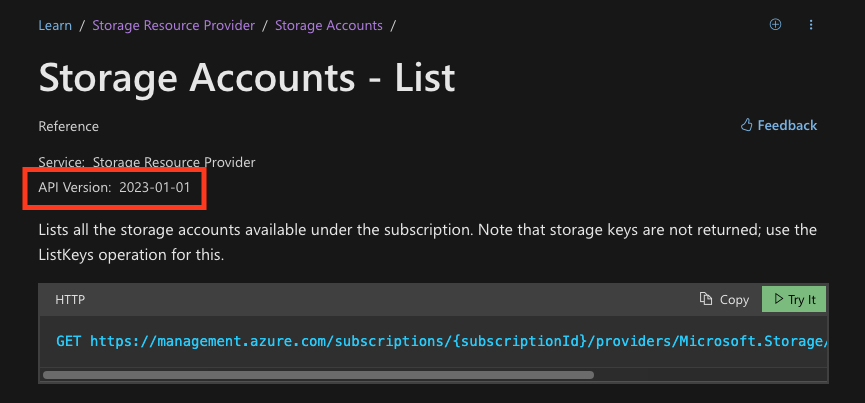 Learn / Storage Resource Provider / Storage Accounts /
Storage Accounts - List
Reference
Feedback
Service: Storage Resource Provider
API Version: 2023-01-01
Lists all the storage accounts available under the subscription. Note that storage keys are not returned; use the
ListKeys operation for this.
HTTP
Copy
Try It
GET https://management.azure.com/subscriptions/{subscriptionId}/providers/Microsoft.Storage/